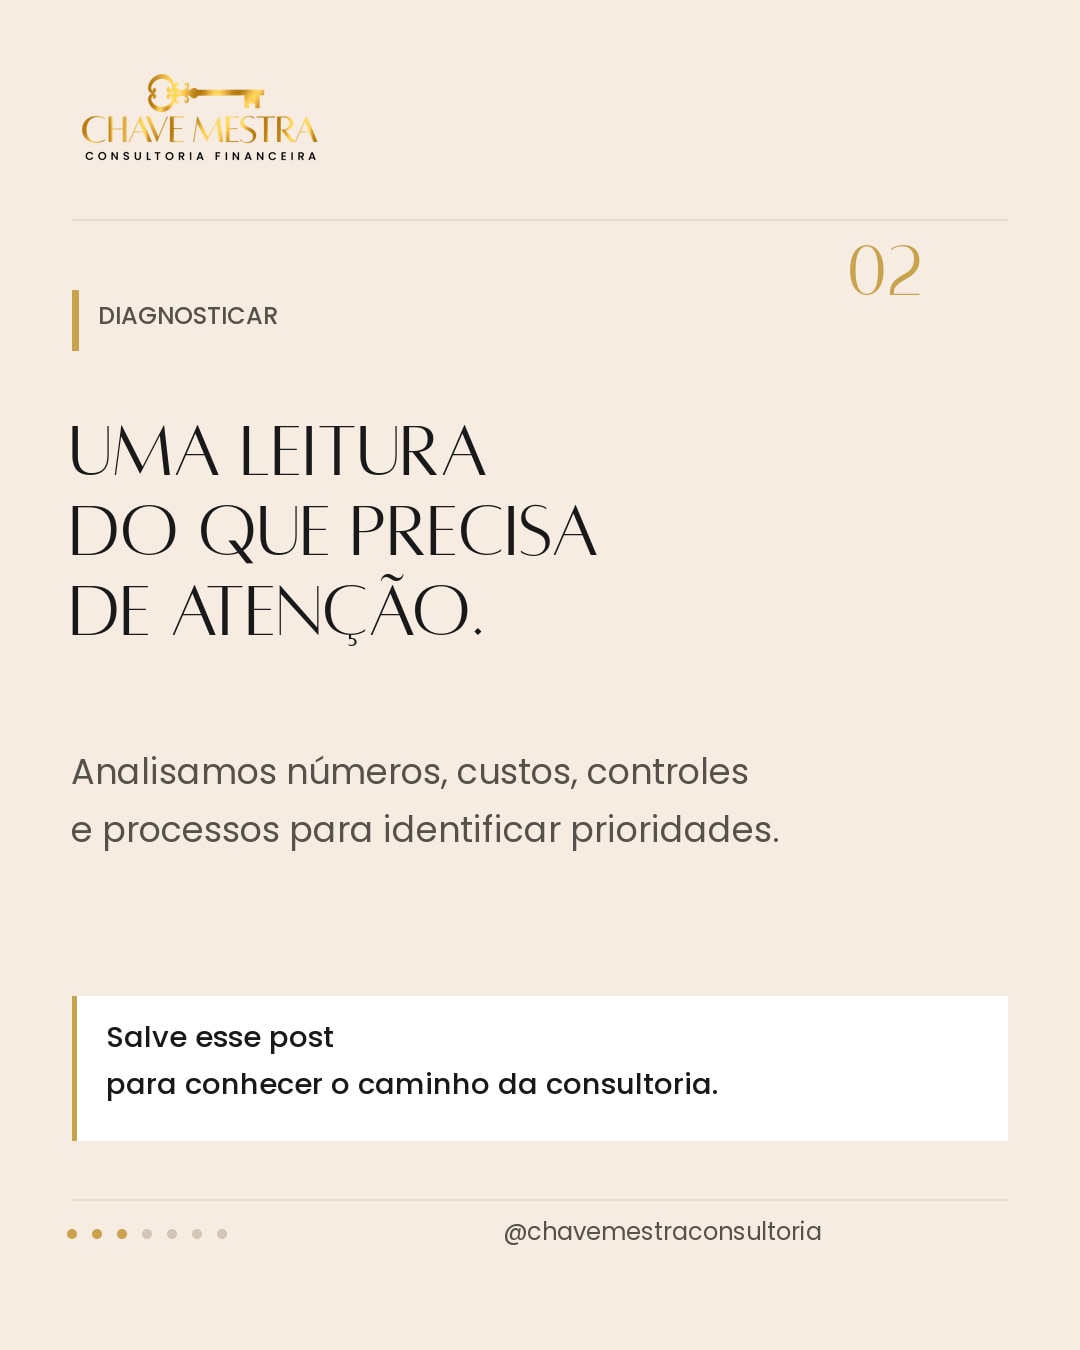 CHAVE MESTRA
CONSULTORIA FINANCEIRA
02
DIAGNOSTICAR
UMA LEITURA
DO QUE PRECISA
DE ATENÇÃO.
Analisamos números, custos, controles
e processos para identificar prioridades.
Salve esse post
para conhecer o caminho da consultoria.
@chavemestraconsultoria